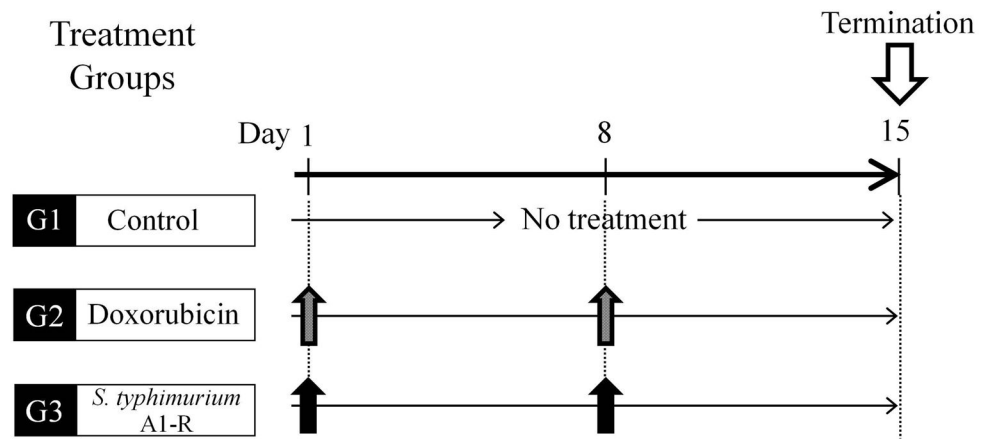 Treatment
Groups
Termination
Day 1 8 15
G1 Control No treatment
G2 Doxorubicin
G3 S. typhimurium
A1-R